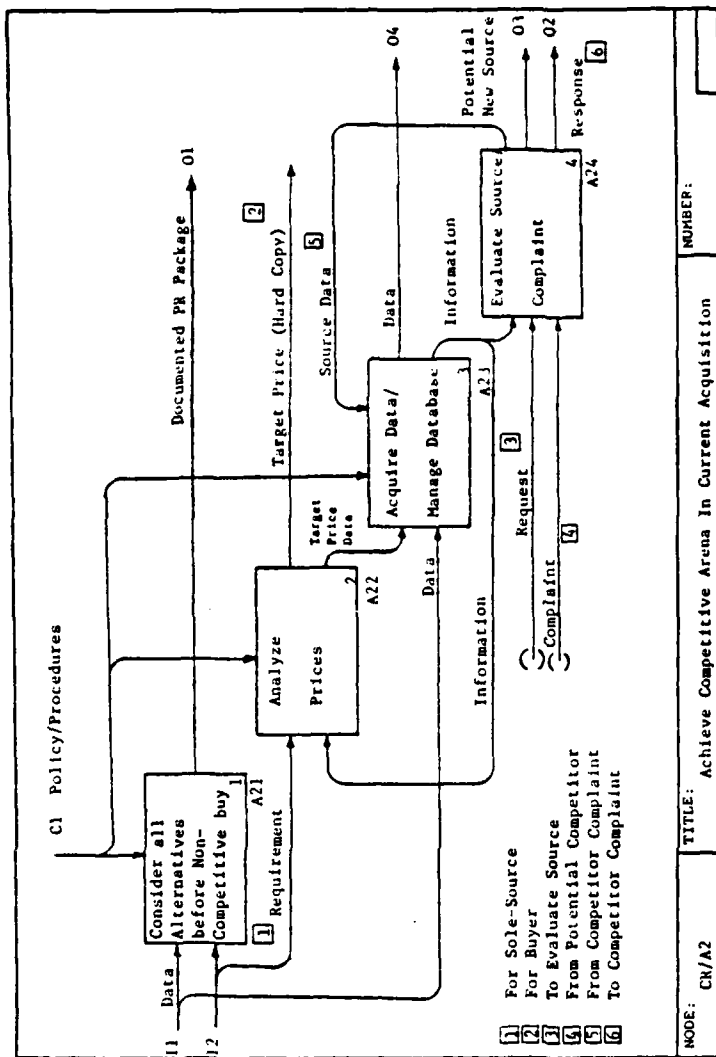 C1 Policy/Procedures
I1
Data
I2
Consider all
Alternatives
before Non-
Competitive buy
1
A21
1
Requirement
Documented PR Package
O1
Analyze
Prices
2
A22
Target Price (Hard Copy)
2
Target
Price
Data
Source Data
5
Acquire Data/
Manage Database
3
A23
Data
O4
Data
Information
Information
Potential
New Source
O3
O2
Evaluate Source/
Complaint
4
A24
Response
6
Request
3
Complaint
4
1 For Sole-Source
2 For Buyer
3 To Evaluate Source
4 From Potential Competitor
5 From Competitor Complaint
6 To Competitor Complaint
NODE: CR/A2
TITLE: Achieve Competitive Arena In Current Acquisition
NUMBER: